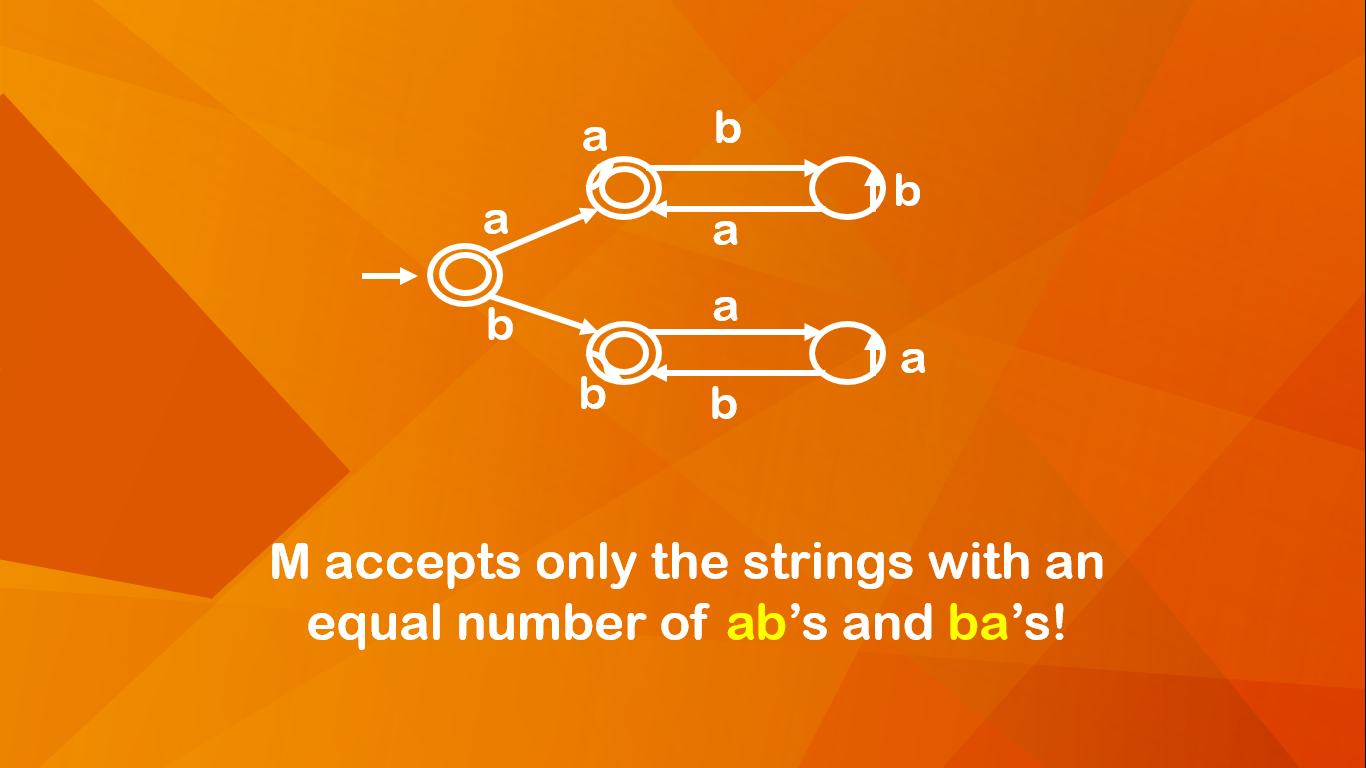 a
b
a
b
a
a
b
a
b
b
M accepts only the strings with an
equal number of ab’s and ba’s!